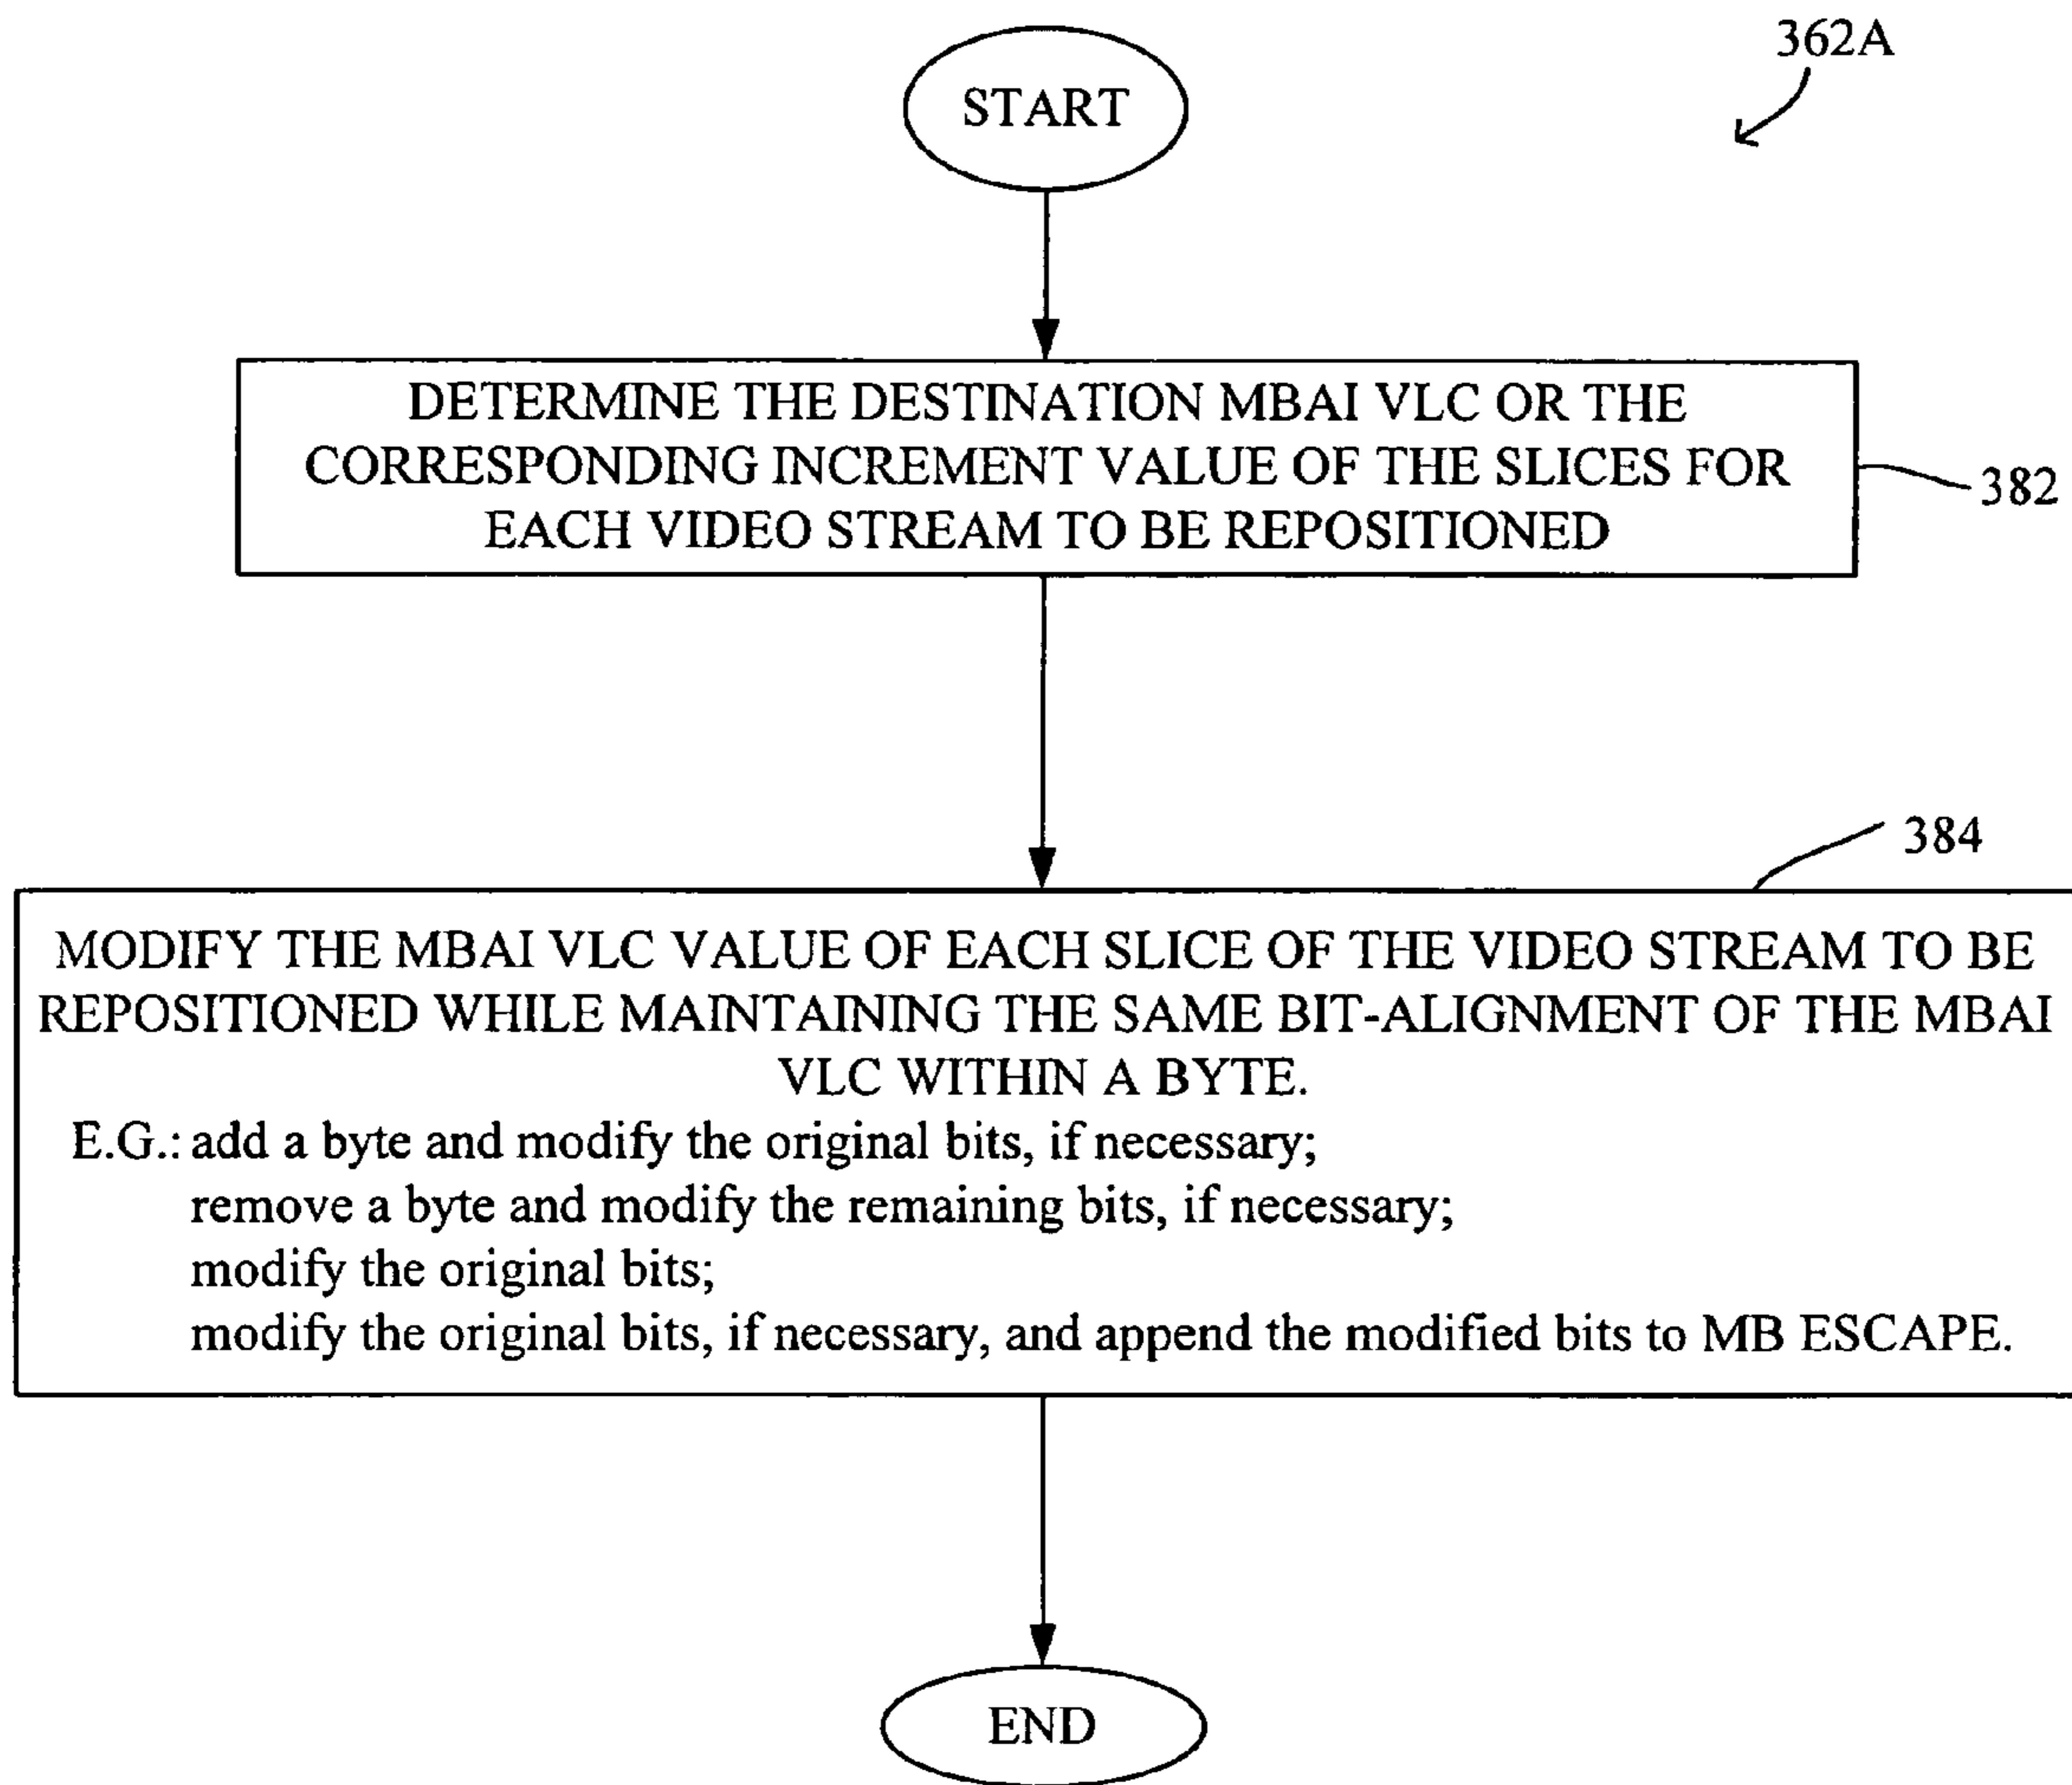 362A
START
DETERMINE THE DESTINATION MBAI VLC OR THE
CORRESPONDING INCREMENT VALUE OF THE SLICES FOR
EACH VIDEO STREAM TO BE REPOSITIONED
382
384
MODIFY THE MBAI VLC VALUE OF EACH SLICE OF THE VIDEO STREAM TO BE
REPOSITIONED WHILE MAINTAINING THE SAME BIT-ALIGNMENT OF THE MBAI
VLC WITHIN A BYTE.
E.G.: add a byte and modify the original bits, if necessary;
remove a byte and modify the remaining bits, if necessary;
modify the original bits;
modify the original bits, if necessary, and append the modified bits to MB ESCAPE.
END